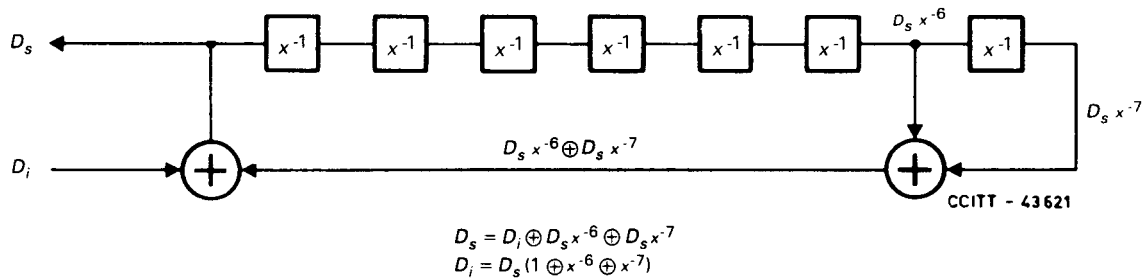 D_s x⁻⁶
D_s x⁻¹ x⁻¹ x⁻¹ x⁻¹ x⁻¹ x⁻¹ x⁻¹
D_s x⁻⁷
D_s x⁻⁶ ⊕ D_s x⁻⁷
D_i + +
CCITT - 43621
D_s = D_i ⊕ D_s x⁻⁶ ⊕ D_s x⁻⁷
D_i = D_s (1 ⊕ x⁻⁶ ⊕ x⁻⁷)